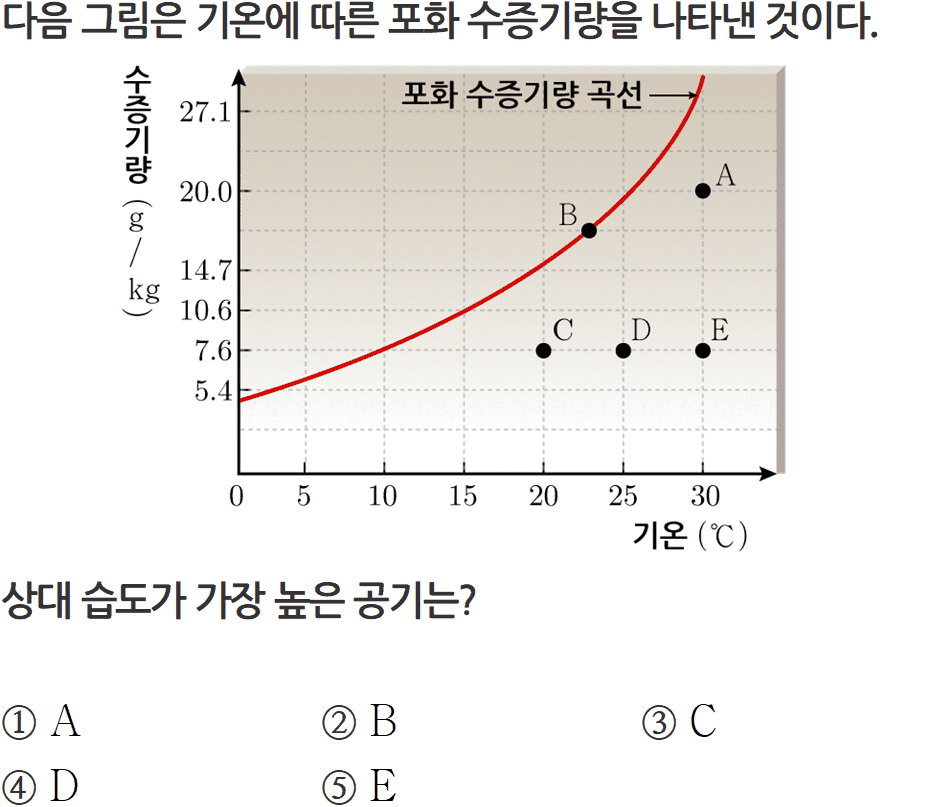 다음 그림은 기온에 따른 포화 수증기량을 나타낸 것이다.
수증기량 (g/kg)
포화 수증기량 곡선
27.1
A
20.0
B
14.7
10.6
C D E
7.6
5.4
0 5 10 15 20 25 30
기온 (℃)
상대 습도가 가장 높은 공기는?
① A ② B ③ C
④ D ⑤ E